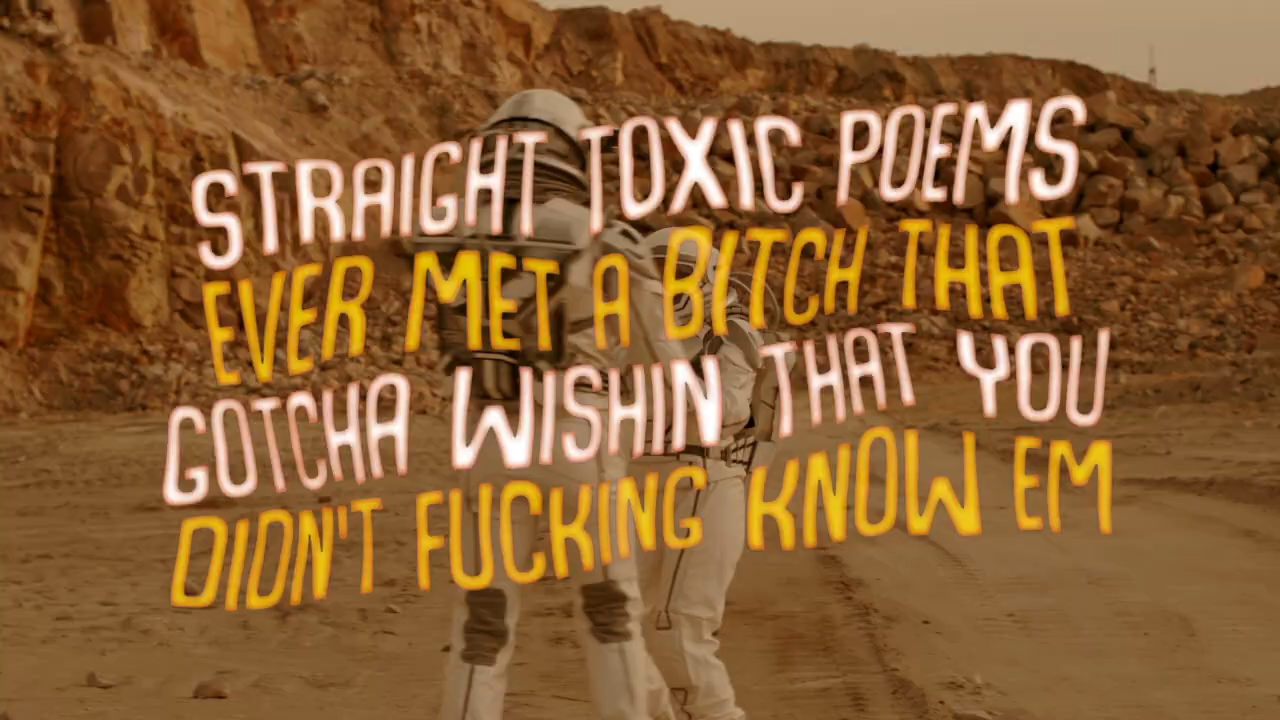 STRAIGHT TOXIC POEMS
EVER MET A BITCH THAT
GOTCHA WISHIN THAT YOU
DIDN'T FUCKING KNOW EM